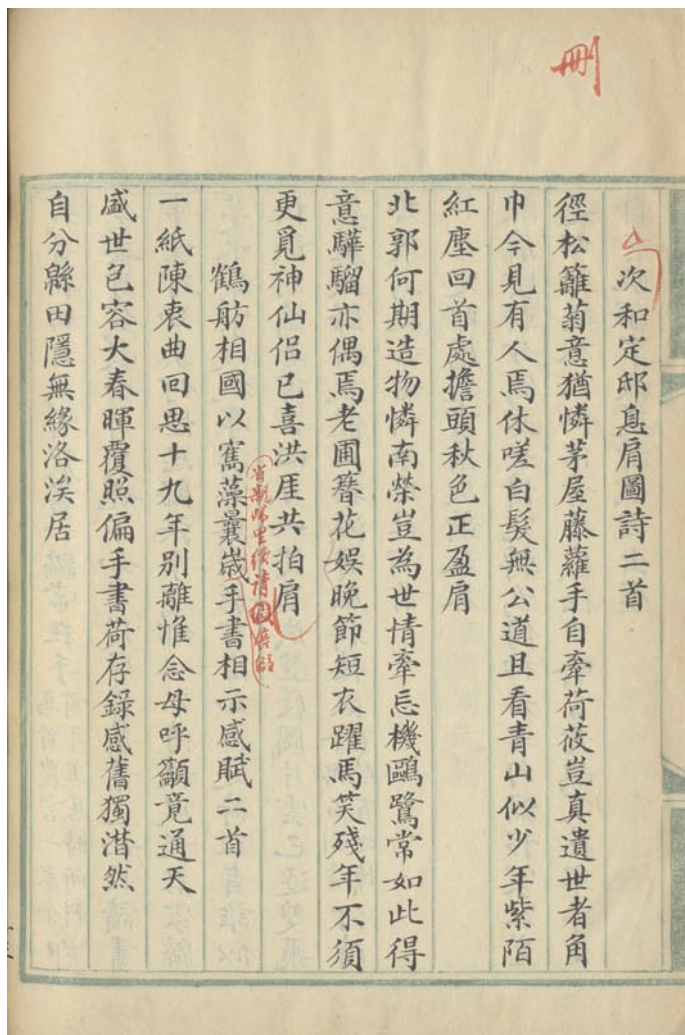 刪
次和定邸息肩圖詩二首
徑松籬菊意猶憐茅屋藤蘿手自牽荷莜豈真遺世者角
巾今見有人焉休嗟白髮無公道且看青山似少年紫陌
紅塵回首處擔頭秋色正盈肩
北郭何期造物憐南榮豈為世情牽忘機鷗鷺常如此得
意驊騮亦偶焉老圃簪花娛晚節短衣躍馬笑殘年不須
更覓神仙侶已喜洪厓共拍肩
鶴舫相國以寫藻曩歲手書相示感賦二首
一紙陳衷曲回思十九年別離惟念母呼籲竟通天
盛世包容大春暉覆照偏手書荷存錄感舊獨潸然
自分緜田隱無緣洛涘居